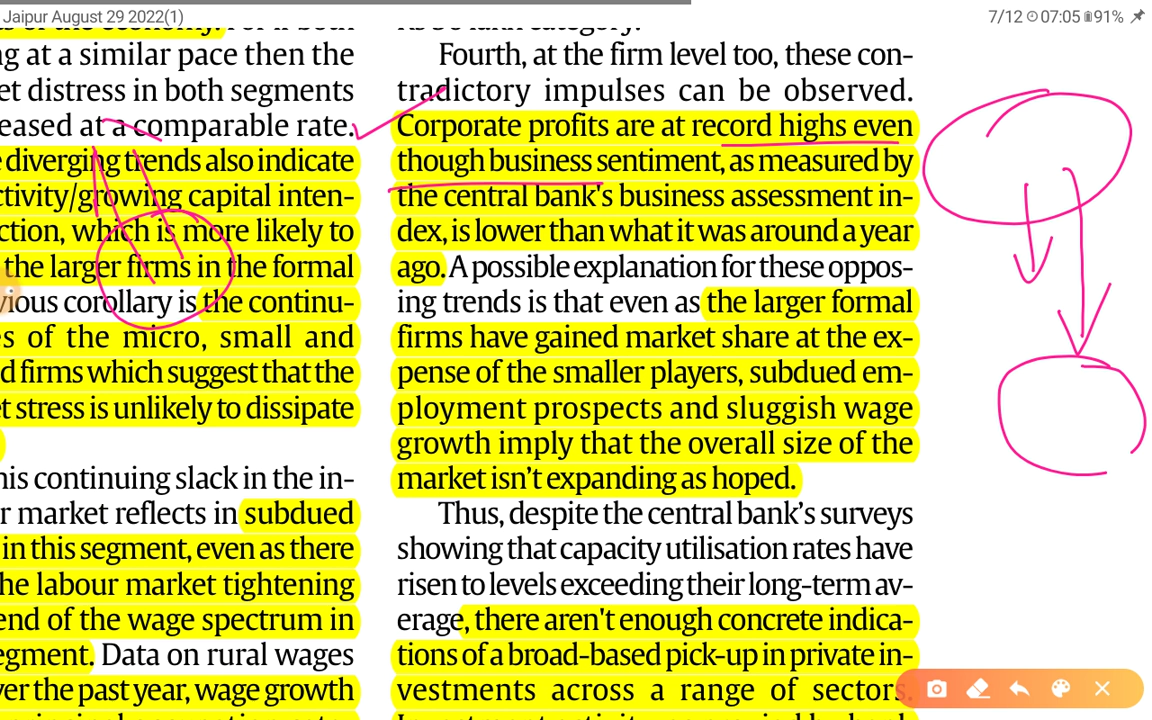 Jaipur August 29 2022(1)
7/12 07:05 91%
s of the economy.
g at a similar pace then the
et distress in both segments
eased at a comparable rate.
diverging trends also indicate
ctivity/growing capital inten-
ction, which is more likely to
the larger firms in the formal
vious corollary is the continu-
s of the micro, small and
d firms which suggest that the
t stress is unlikely to dissipate
his continuing slack in the in-
r market reflects in subdued
in this segment, even as there
he labour market tightening
end of the wage spectrum in
egment. Data on rural wages
ver the past year, wage growth
Fourth, at the firm level too, these con-
tradictory impulses can be observed.
Corporate profits are at record highs even
though business sentiment, as measured by
the central bank's business assessment in-
dex, is lower than what it was around a year
ago. A possible explanation for these oppos-
ing trends is that even as the larger formal
firms have gained market share at the ex-
pense of the smaller players, subdued em-
ployment prospects and sluggish wage
growth imply that the overall size of the
market isn't expanding as hoped.
Thus, despite the central bank's surveys
showing that capacity utilisation rates have
risen to levels exceeding their long-term av-
erage, there aren't enough concrete indica-
tions of a broad-based pick-up in private in-
vestments across a range of sectors.